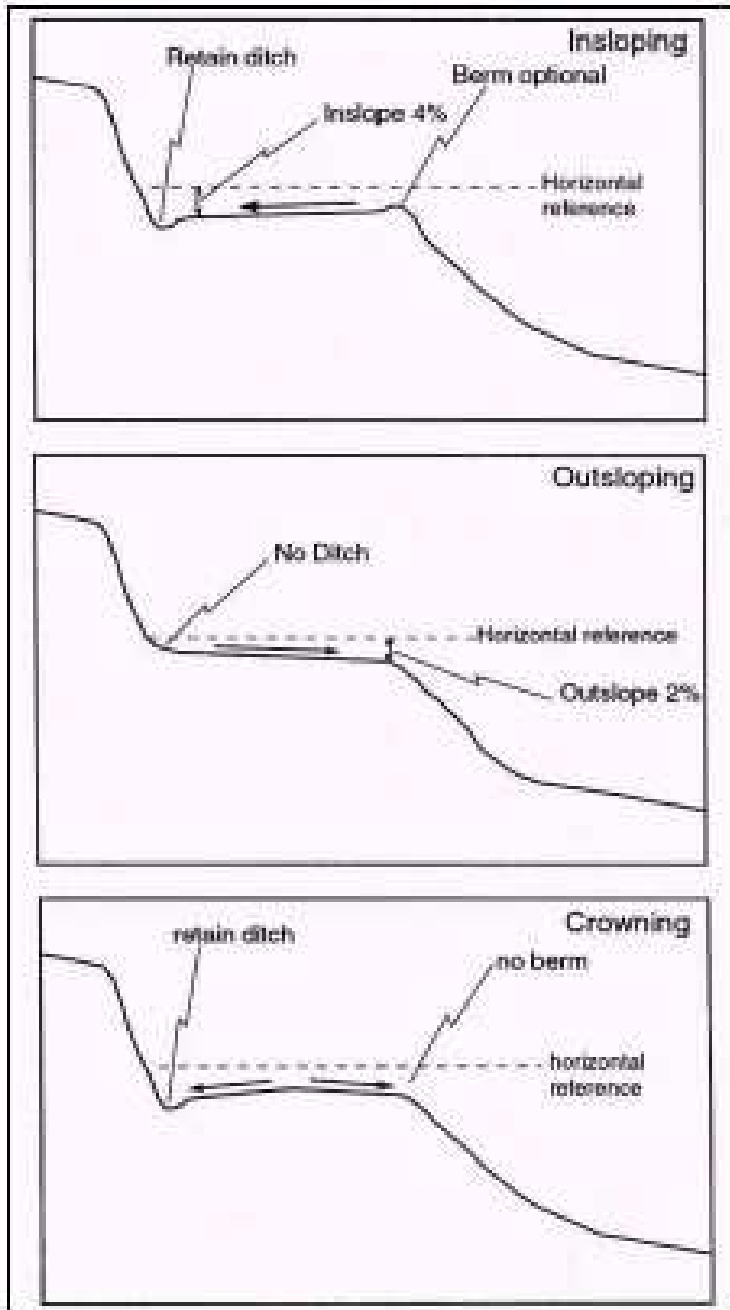 Insloping
Retain ditch
Berm optional
Inslope 4%
Horizontal
reference
Outsloping
No Ditch
Horizontal reference
Outslope 2%
Crowning
retain ditch
no berm
horizontal
reference